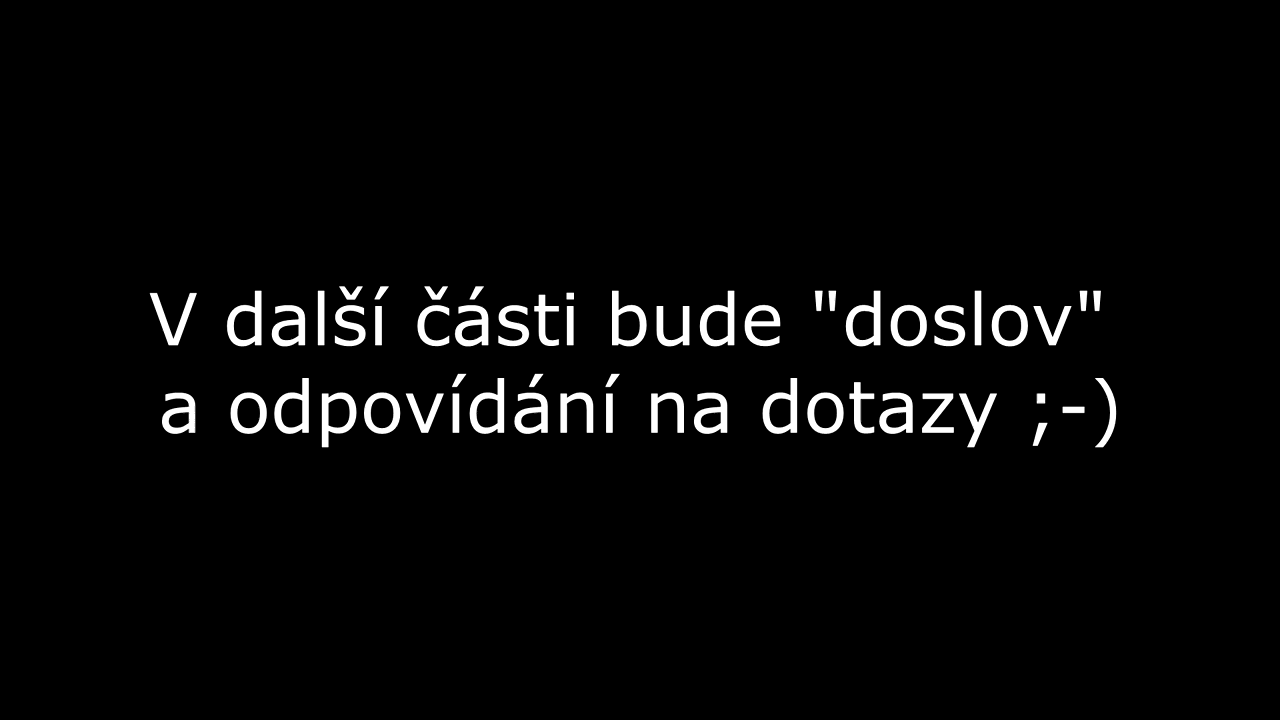 V další části bude "doslov"
a odpovídání na dotazy ;-)